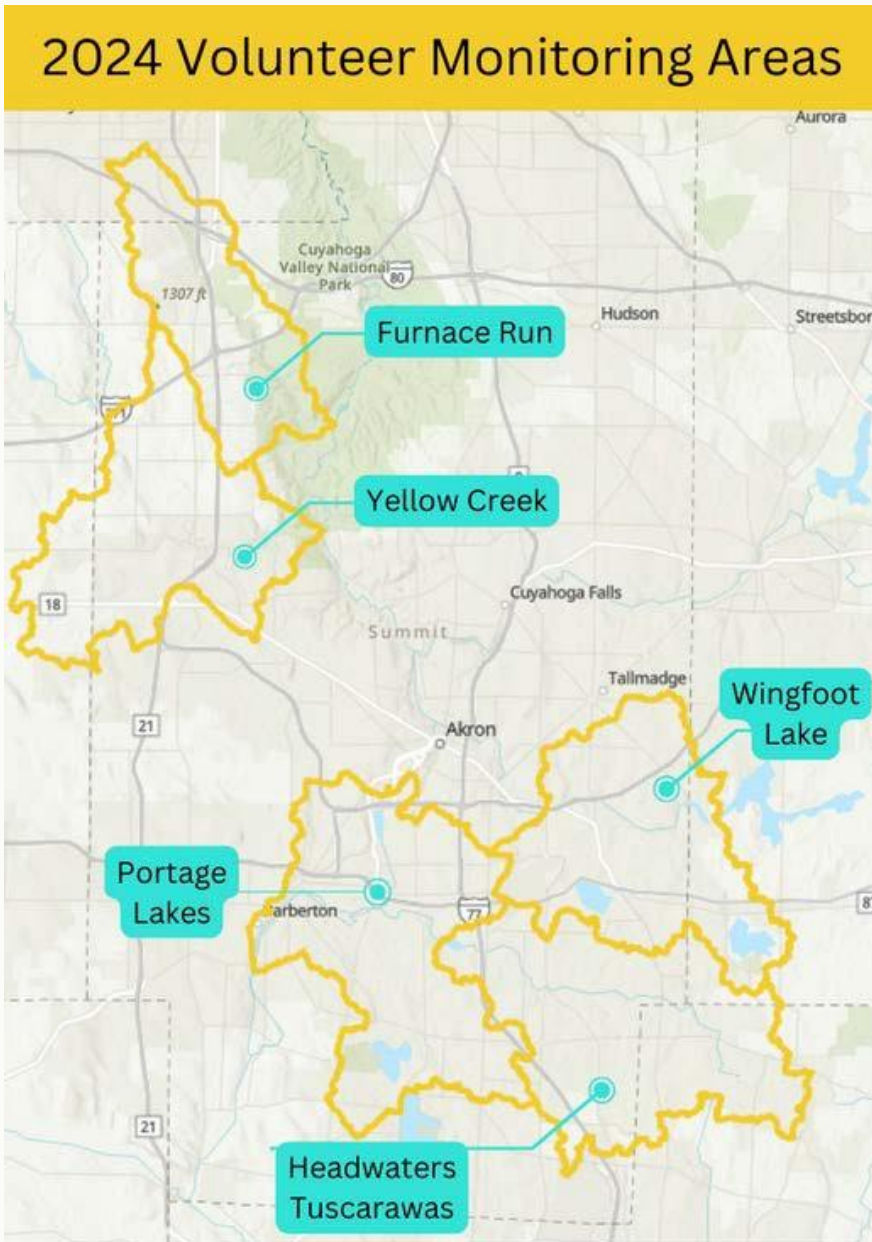 2024 Volunteer Monitoring Areas
Aurora
Cuyahoga
Valley National
Park
80
1307 ft
Hudson
Streetsbor
Furnace Run
Yellow Creek
18
Cuyahoga Falls
Summit
Tallmadge
Wingfoot
Lake
21
Akron
Portage
Lakes
Barberton
77
Headwaters
Tuscarawas
21